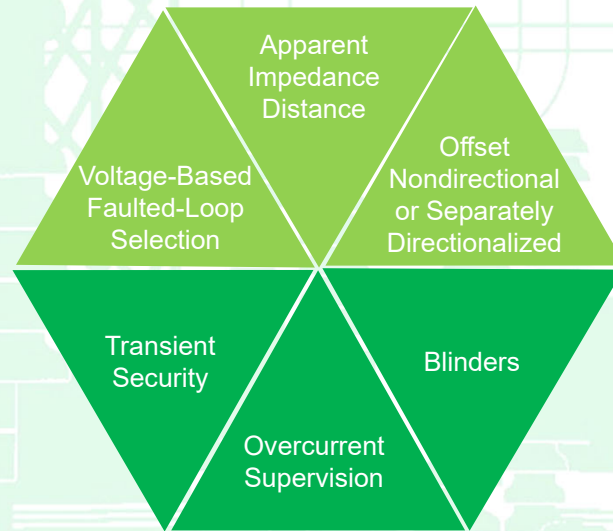 Apparent
Impedance
Distance
Voltage-Based
Faulted-Loop
Selection
Offset
Nondirectional
or Separately
Directionalized
Transient
Security
Blinders
Overcurrent
Supervision